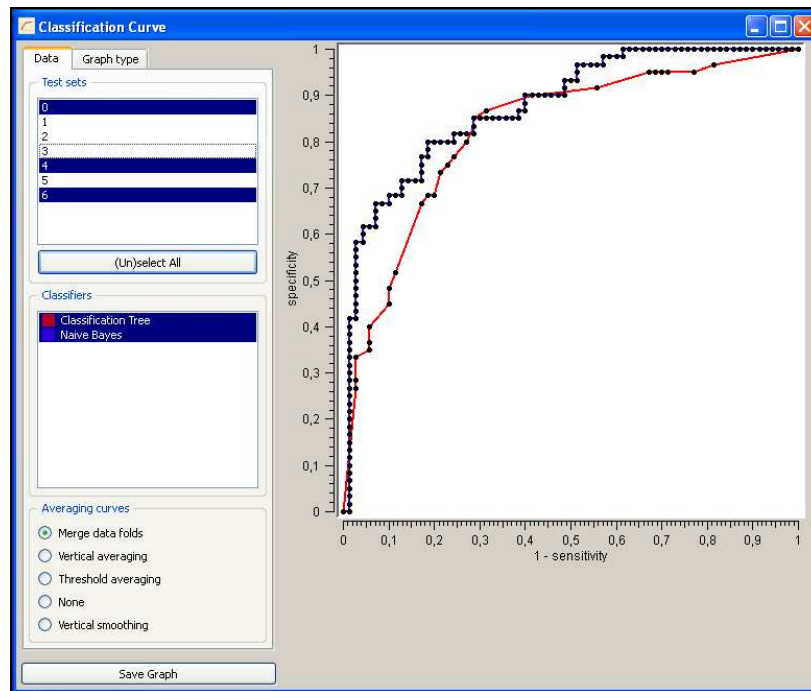 Classification Curve
Data
Graph type
Test sets
0
1
2
3
4
5
6
(Un)select All
Classifiers
Classification Tree
Naive Bayes
Averaging curves
Merge data folds
Vertical averaging
Threshold averaging
None
Vertical smoothing
Save Graph
1
0,9
0,8
0,7
0,6
0,5
0,4
0,3
0,2
0,1
0
specificity
0 0,1 0,2 0,3 0,4 0,5 0,6 0,7 0,8 0,9 1
1 - sensitivity